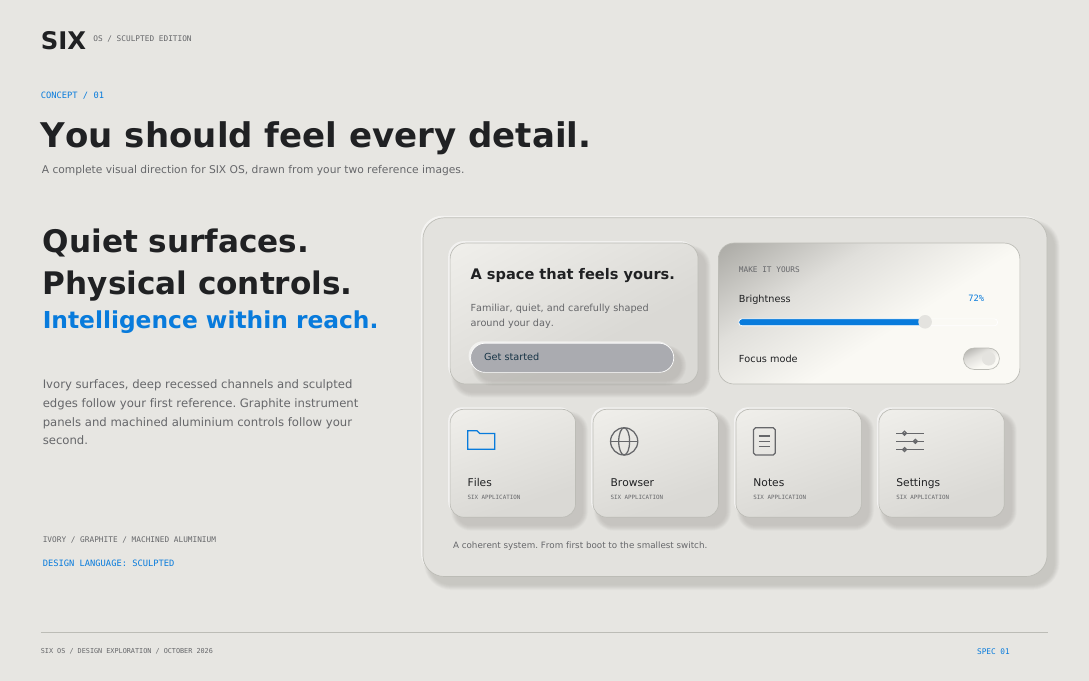 SIX OS / SCULPTED EDITION
CONCEPT / 01
You should feel every detail.
A complete visual direction for SIX OS, drawn from your two reference images.
Quiet surfaces.
Physical controls.
Intelligence within reach.
Ivory surfaces, deep recessed channels and sculpted
edges follow your first reference. Graphite instrument
panels and machined aluminium controls follow your
second.
IVORY / GRAPHITE / MACHINED ALUMINIUM
DESIGN LANGUAGE: SCULPTED
A space that feels yours.
Familiar, quiet, and carefully shaped
around your day.
Get started
MAKE IT YOURS
Brightness 72%
Focus mode
Files
SIX APPLICATION
Browser
SIX APPLICATION
Notes
SIX APPLICATION
Settings
SIX APPLICATION
A coherent system. From first boot to the smallest switch.
SIX OS / DESIGN EXPLORATION / OCTOBER 2026
SPEC 01